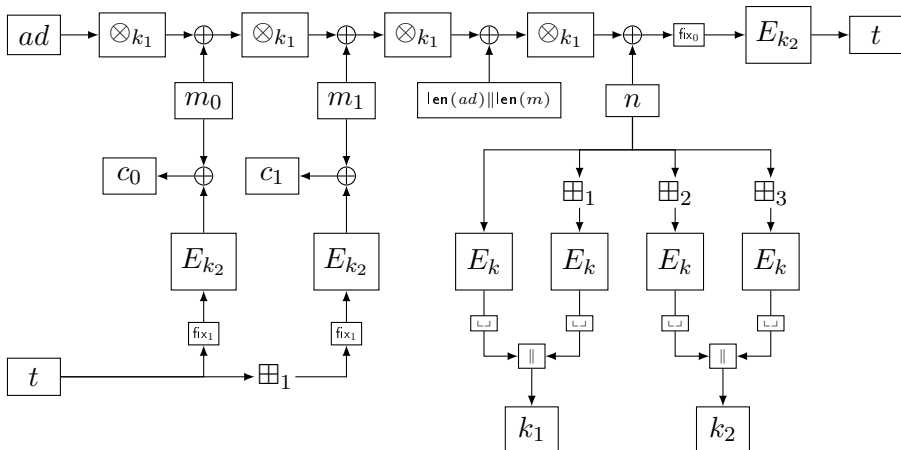 ad ⊗k₁ ⊕ ⊗k₁ ⊕ ⊗k₁ ⊕ ⊗k₁ ⊕ fix₀ Ek₂ t
m₀ m₁ len(ad)‖len(m) n
c₀ ⊕ c₁ ⊕ ⊞₁ ⊞₂ ⊞₃
Ek₂ Ek₂ Ek Ek Ek Ek
fix₁ fix₁ ⌞⌟ ⌞⌟ ⌞⌟ ⌞⌟
t ⊞₁ ‖ ‖
k₁ k₂